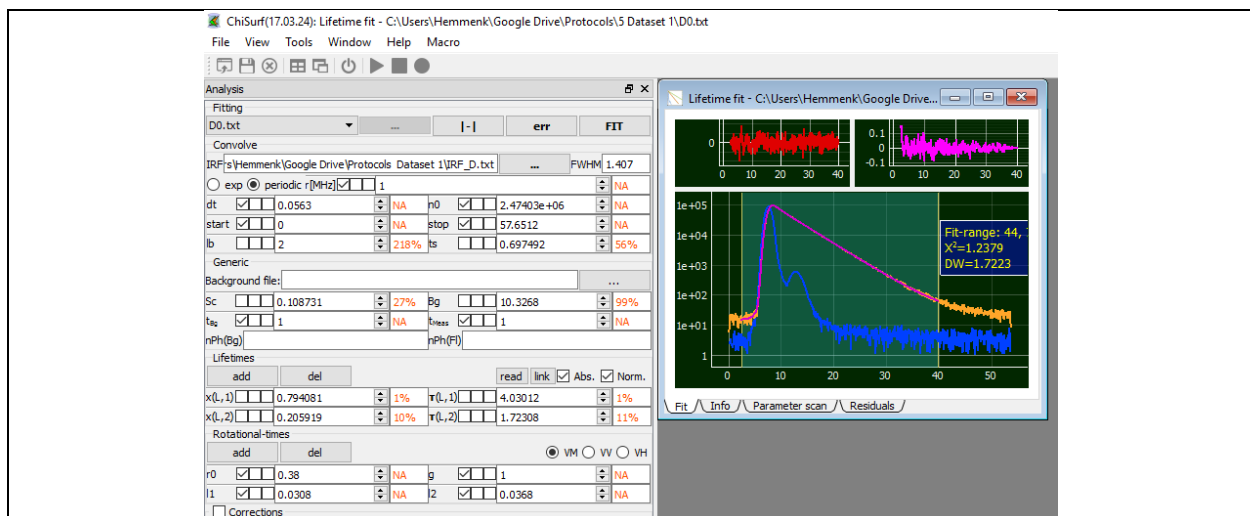 ChiSurf(17.03.24): Lifetime fit - C:\Users\Hemmenk\Google Drive\Protocols\5 Dataset 1\D0.txt
File View Tools Window Help Macro
Analysis
Fitting
D0.txt ... |-| err FIT
Convolve
IRF rs\Hemmenk\Google Drive\Protocols Dataset 1\IRF_D.txt ... FWHM 1.407
exp periodic r[MHz] 1 NA
dt 0.0563 NA n0 2.47403e+06
start 0 NA stop 57.6512 NA
lb 2 218% ts 0.697492 56%
Generic
Background file: ...
Sc 0.108731 27% Bg 10.3268 99%
tBg 1 NA tMeas 1 NA
nPh(Bg) nPh(Fl)
Lifetimes
add del read link Abs. Norm.
x(L,1) 0.794081 1% τ(L,1) 4.03012 1%
x(L,2) 0.205919 10% τ(L,2) 1.72308 11%
Rotational-times
add del VM VV VH
r0 0.38 NA g 1 NA
l1 0.0308 NA l2 0.0368 NA
Corrections
Lifetime fit - C:\Users\Hemmenk\Google Drive...
0
0 10 20 30 40
0.1
0
-0.1
0 10 20 30 40
1e+05
1e+04
1e+03
1e+02
1e+01
1
Fit-range: 44,
X²=1.2379
DW=1.7223
0 10 20 30 40 50
Fit Info Parameter scan Residuals